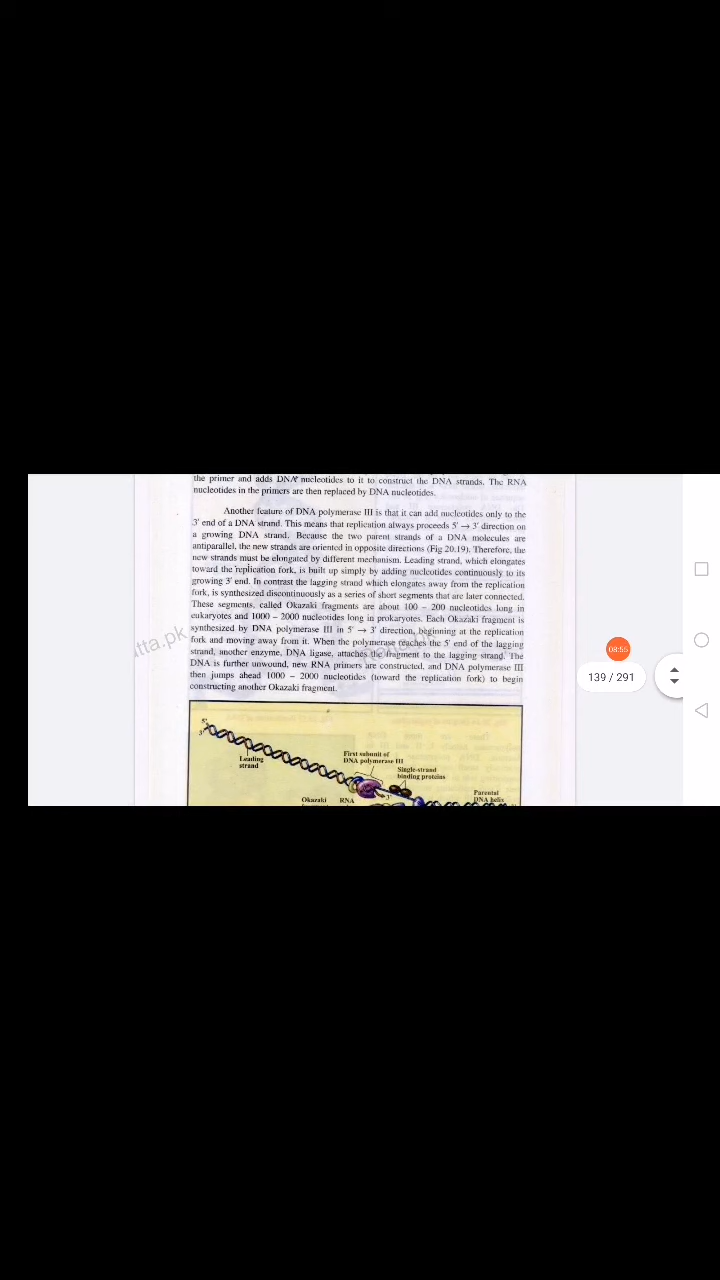 the primer and adds DNA nucleotides to it to construct the DNA strands. The RNA
nucleotides in the primers are then replaced by DNA nucleotides.
Another feature of DNA polymerase III is that it can add nucleotides only to the
3' end of a DNA strand. This means that replication always proceeds 5' → 3' direction on
a growing DNA strand. Because the two parent strands of a DNA molecules are
antiparallel, the new strands are oriented in opposite directions (Fig 20.19). Therefore, the
new strands must be elongated by different mechanism. Leading strand, which elongates
toward the replication fork, is built up simply by adding nucleotides continuously to its
growing 3' end. In contrast the lagging strand which elongates away from the replication
fork, is synthesized discontinuously as a series of short segments that are later connected.
These segments, called Okazaki fragments are about 100 – 200 nucleotides long in
eukaryotes and 1000 – 2000 nucleotides long in prokaryotes. Each Okazaki fragment is
synthesized by DNA polymerase III in 5' → 3' direction, beginning at the replication
fork and moving away from it. When the polymerase reaches the 5' end of the lagging
strand, another enzyme, DNA ligase, attaches the fragment to the lagging strand. The
DNA is further unwound, new RNA primers are constructed, and DNA polymerase III
then jumps ahead 1000 – 2000 nucleotides (toward the replication fork) to begin
constructing another Okazaki fragment.
tta.pk
08:55
139 / 291
5'
3'
Leading
strand
First subunit of
DNA polymerase III
Single-strand
binding proteins
3'
Parental
DNA helix
Okazaki
RNA